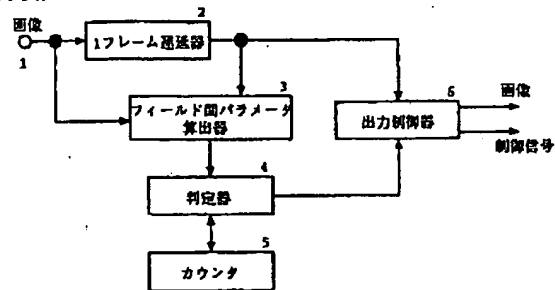 画像
1
2
1フレーム遅延器
3
フィールド間パラメータ
算出器
4
判定器
5
カウンタ
6
出力制御器
画像
制御信号